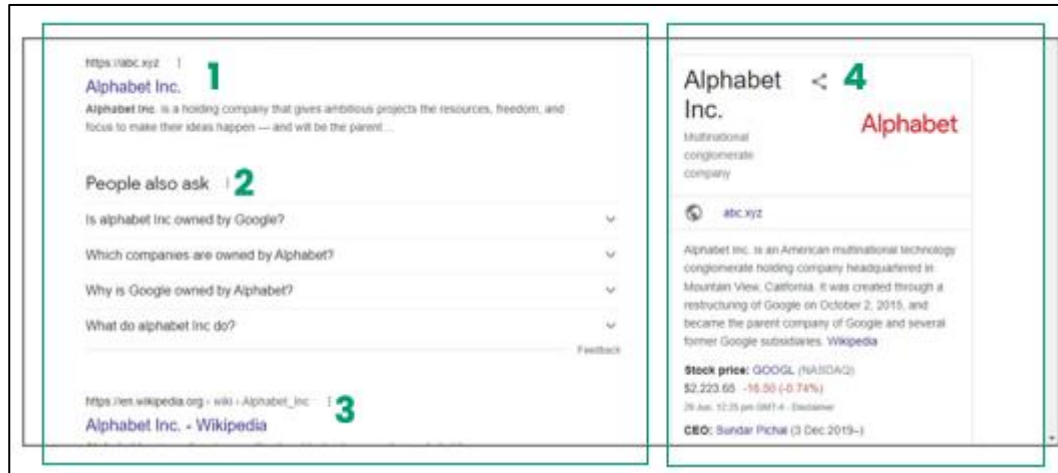 https://abc.xyz
1
Alphabet Inc.
Alphabet Inc. is a holding company that gives ambitious projects the resources, freedom, and
focus to make their ideas happen — and will be the parent ...
People also ask
2
Is alphabet Inc owned by Google?
Which companies are owned by Alphabet?
Why is Google owned by Alphabet?
What do alphabet Inc do?
Feedback
https://en.wikipedia.org › wiki › Alphabet_Inc
3
Alphabet Inc. - Wikipedia
Alphabet
Inc.
4
Alphabet
Multinational
conglomerate
company
abc.xyz
Alphabet Inc. is an American multinational technology
conglomerate holding company headquartered in
Mountain View, California. It was created through a
restructuring of Google on October 2, 2015, and
became the parent company of Google and several
former Google subsidiaries. Wikipedia
Stock price: GOOGL (NASDAQ)
$2,223.65 -16.50 (-0.74%)
29 Jun, 12:25 pm GMT-4 - Disclaimer
CEO: Sundar Pichai (3 Dec 2019–)